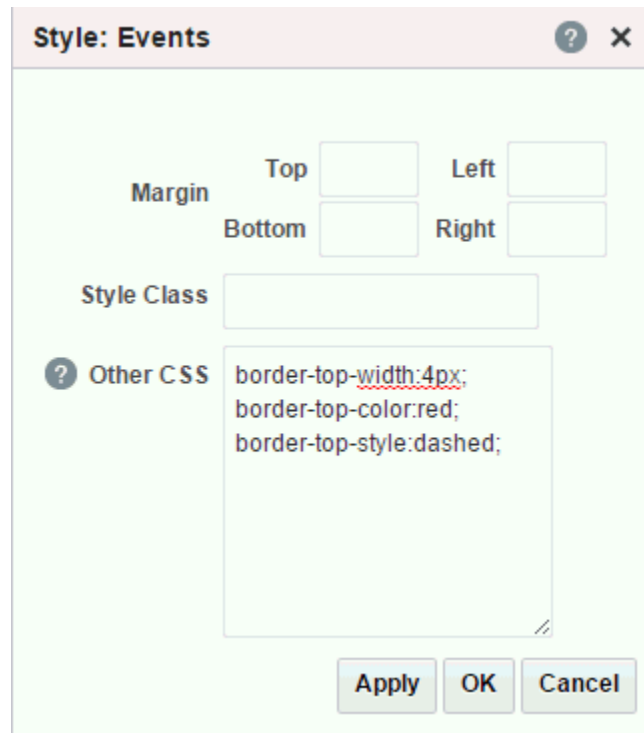 Style: Events ? ×
Top Left
Margin
Bottom Right
Style Class
? Other CSS border-top-width:4px;
border-top-color:red;
border-top-style:dashed;
Apply OK Cancel